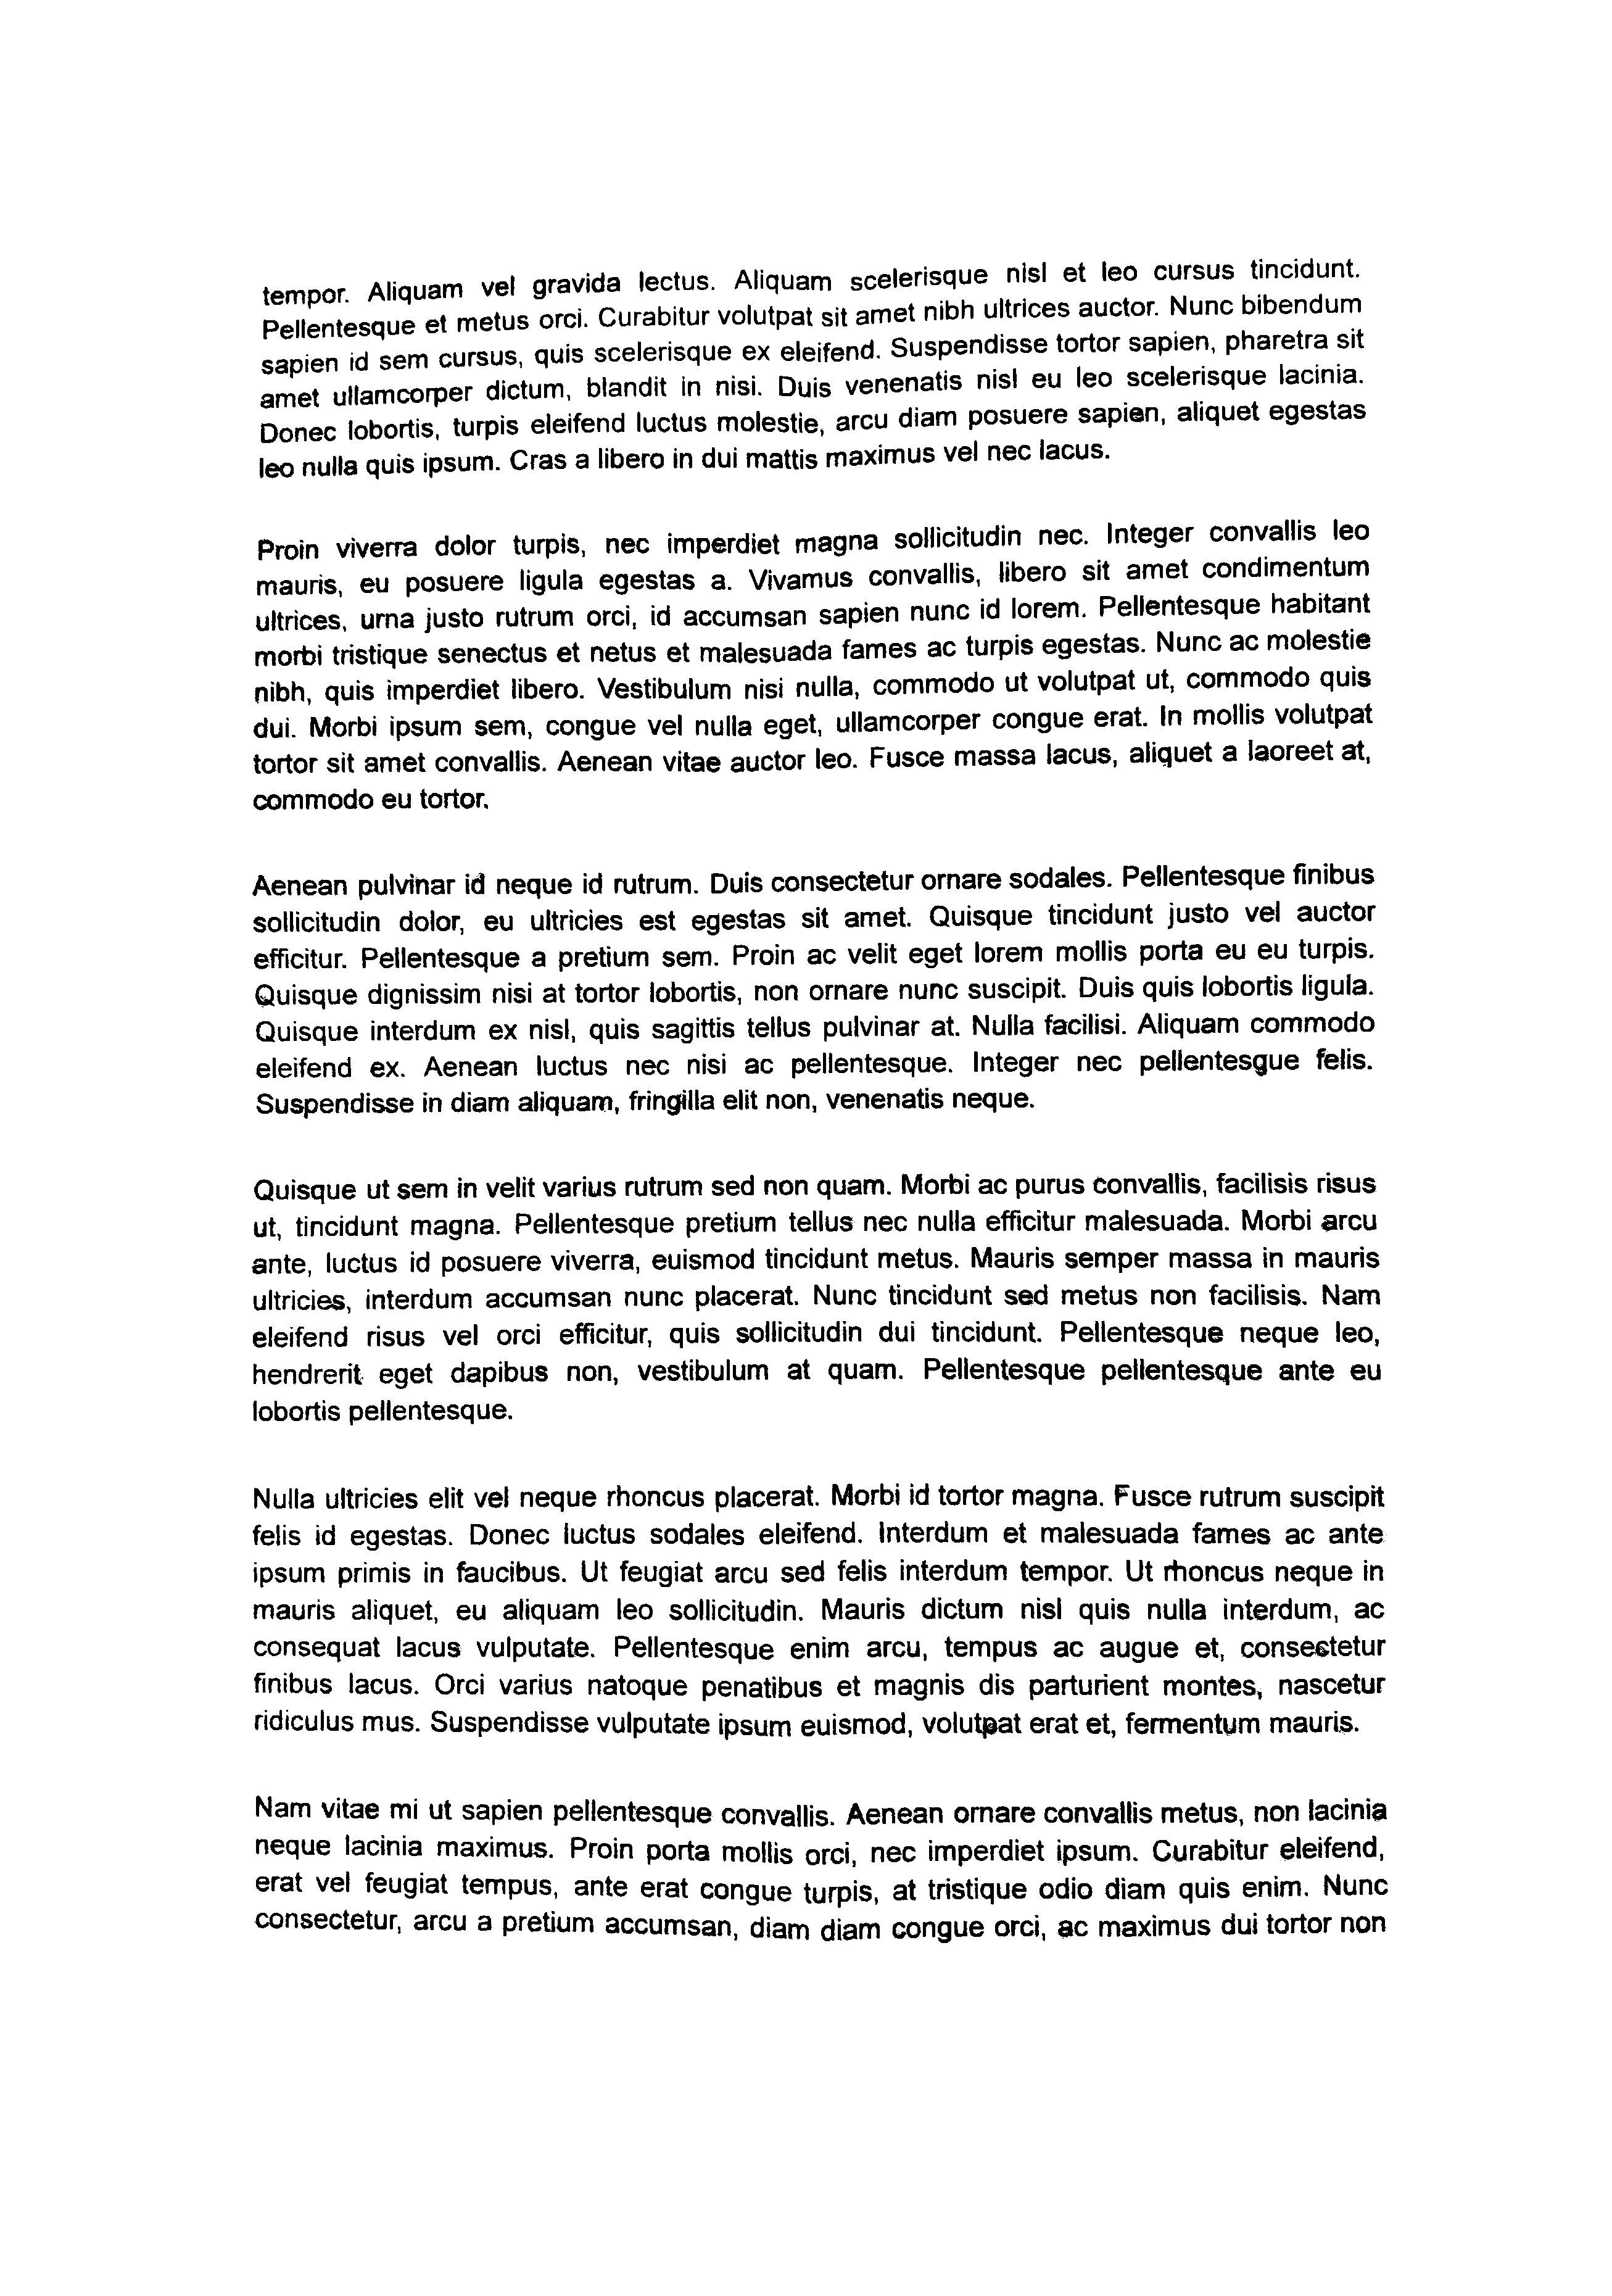 tempor. Aliquam vel gravida lectus. Aliquam scelerisque nisl et leo cursus tincidunt.
Pellentesque et metus orci. Curabitur volutpat sit amet nibh ultrices auctor. Nunc bibendum
sapien id sem cursus, quis scelerisque ex eleifend. Suspendisse tortor sapien, pharetra sit
amet ullamcorper dictum, blandit in nisi. Duis venenatis nisl eu leo scelerisque lacinia.
Donec lobortis, turpis eleifend luctus molestie, arcu diam posuere sapien, aliquet egestas
leo nulla quis ipsum. Cras a libero in dui mattis maximus vel nec lacus.
Proin viverra dolor turpis, nec imperdiet magna sollicitudin nec. Integer convallis leo
mauris, eu posuere ligula egestas a. Vivamus convallis, libero sit amet condimentum
ultrices, urna justo rutrum orci, id accumsan sapien nunc id lorem. Pellentesque habitant
morbi tristique senectus et netus et malesuada fames ac turpis egestas. Nunc ac molestie
nibh, quis imperdiet libero. Vestibulum nisi nulla, commodo ut volutpat ut, commodo quis
dui. Morbi ipsum sem, congue vel nulla eget, ullamcorper congue erat. In mollis volutpat
tortor sit amet convallis. Aenean vitae auctor leo. Fusce massa lacus, aliquet a laoreet at,
commodo eu tortor.
Aenean pulvinar id neque id rutrum. Duis consectetur ornare sodales. Pellentesque finibus
sollicitudin dolor, eu ultricies est egestas sit amet. Quisque tincidunt justo vel auctor
efficitur. Pellentesque a pretium sem. Proin ac velit eget lorem mollis porta eu eu turpis.
Quisque dignissim nisi at tortor lobortis, non ornare nunc suscipit. Duis quis lobortis ligula.
Quisque interdum ex nisl, quis sagittis tellus pulvinar at. Nulla facilisi. Aliquam commodo
eleifend ex. Aenean luctus nec nisi ac pellentesque. Integer nec pellentesque felis.
Suspendisse in diam aliquam, fringilla elit non, venenatis neque.
Quisque ut sem in velit varius rutrum sed non quam. Morbi ac purus convallis, facilisis risus
ut, tincidunt magna. Pellentesque pretium tellus nec nulla efficitur malesuada. Morbi arcu
ante, luctus id posuere viverra, euismod tincidunt metus. Mauris semper massa in mauris
ultricies, interdum accumsan nunc placerat. Nunc tincidunt sed metus non facilisis. Nam
eleifend risus vel orci efficitur, quis sollicitudin dui tincidunt. Pellentesque neque leo,
hendrerit eget dapibus non, vestibulum at quam. Pellentesque pellentesque ante eu
lobortis pellentesque.
Nulla ultricies elit vel neque rhoncus placerat. Morbi id tortor magna. Fusce rutrum suscipit
felis id egestas. Donec luctus sodales eleifend. Interdum et malesuada fames ac ante
ipsum primis in faucibus. Ut feugiat arcu sed felis interdum tempor. Ut rhoncus neque in
mauris aliquet, eu aliquam leo sollicitudin. Mauris dictum nisl quis nulla interdum, ac
consequat lacus vulputate. Pellentesque enim arcu, tempus ac augue et, consectetur
finibus lacus. Orci varius natoque penatibus et magnis dis parturient montes, nascetur
ridiculus mus. Suspendisse vulputate ipsum euismod, volutpat erat et, fermentum mauris.
Nam vitae mi ut sapien pellentesque convallis. Aenean ornare convallis metus, non lacinia
neque lacinia maximus. Proin porta mollis orci, nec imperdiet ipsum. Curabitur eleifend,
erat vel feugiat tempus, ante erat congue turpis, at tristique odio diam quis enim. Nunc
consectetur, arcu a pretium accumsan, diam diam congue orci, ac maximus dui tortor non